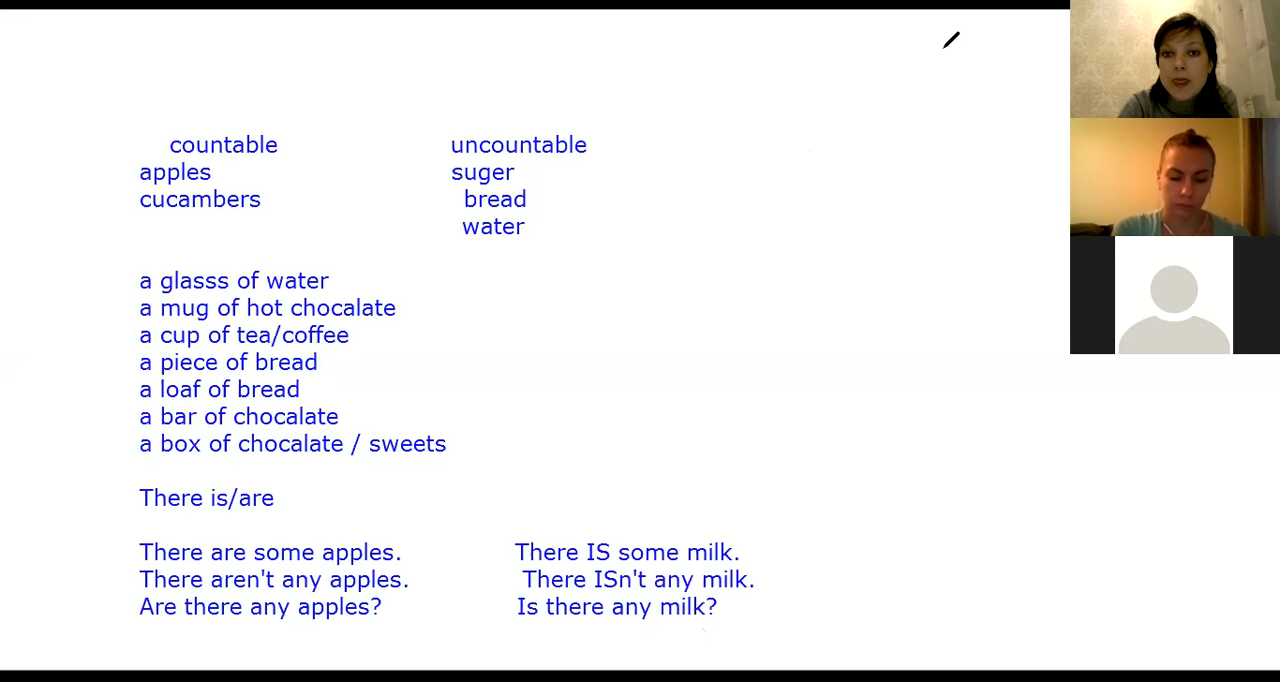 countable uncountable
apples suger
cucambers bread
water
a glasss of water
a mug of hot chocalate
a cup of tea/coffee
a piece of bread
a loaf of bread
a bar of chocalate
a box of chocalate / sweets
There is/are
There are some apples. There IS some milk.
There aren't any apples. There ISn't any milk.
Are there any apples? Is there any milk?